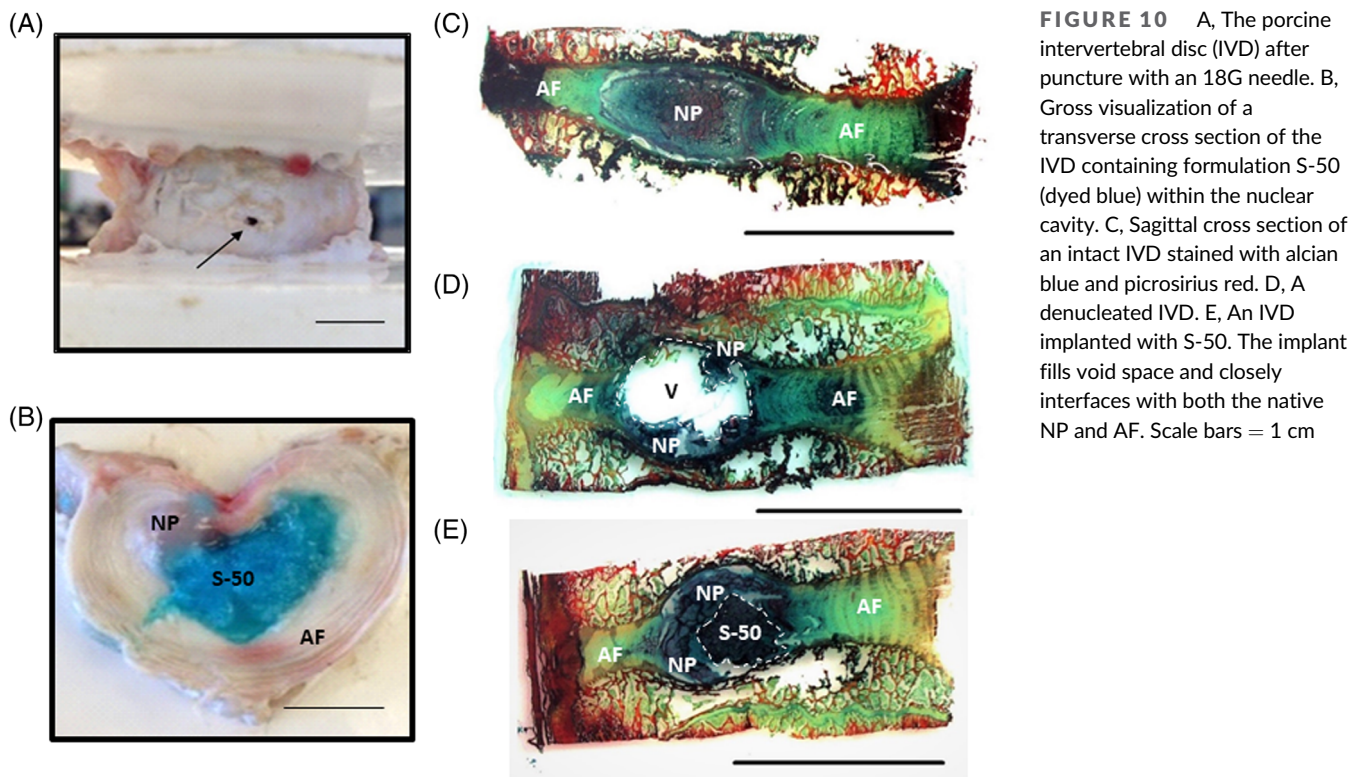 (A)
(B)
NP
S-50
AF
(C)
AF
NP
AF
(D)
NP
AF
V
AF
NP
(E)
NP
AF
S-50
AF
NP
FIGURE 10 A, The porcine
intervertebral disc (IVD) after
puncture with an 18G needle. B,
Gross visualization of a
transverse cross section of the
IVD containing formulation S-50
(dyed blue) within the nuclear
cavity. C, Sagittal cross section of
an intact IVD stained with alcian
blue and picrosirius red. D, A
denucleated IVD. E, An IVD
implanted with S-50. The implant
fills void space and closely
interfaces with both the native
NP and AF. Scale bars = 1 cm